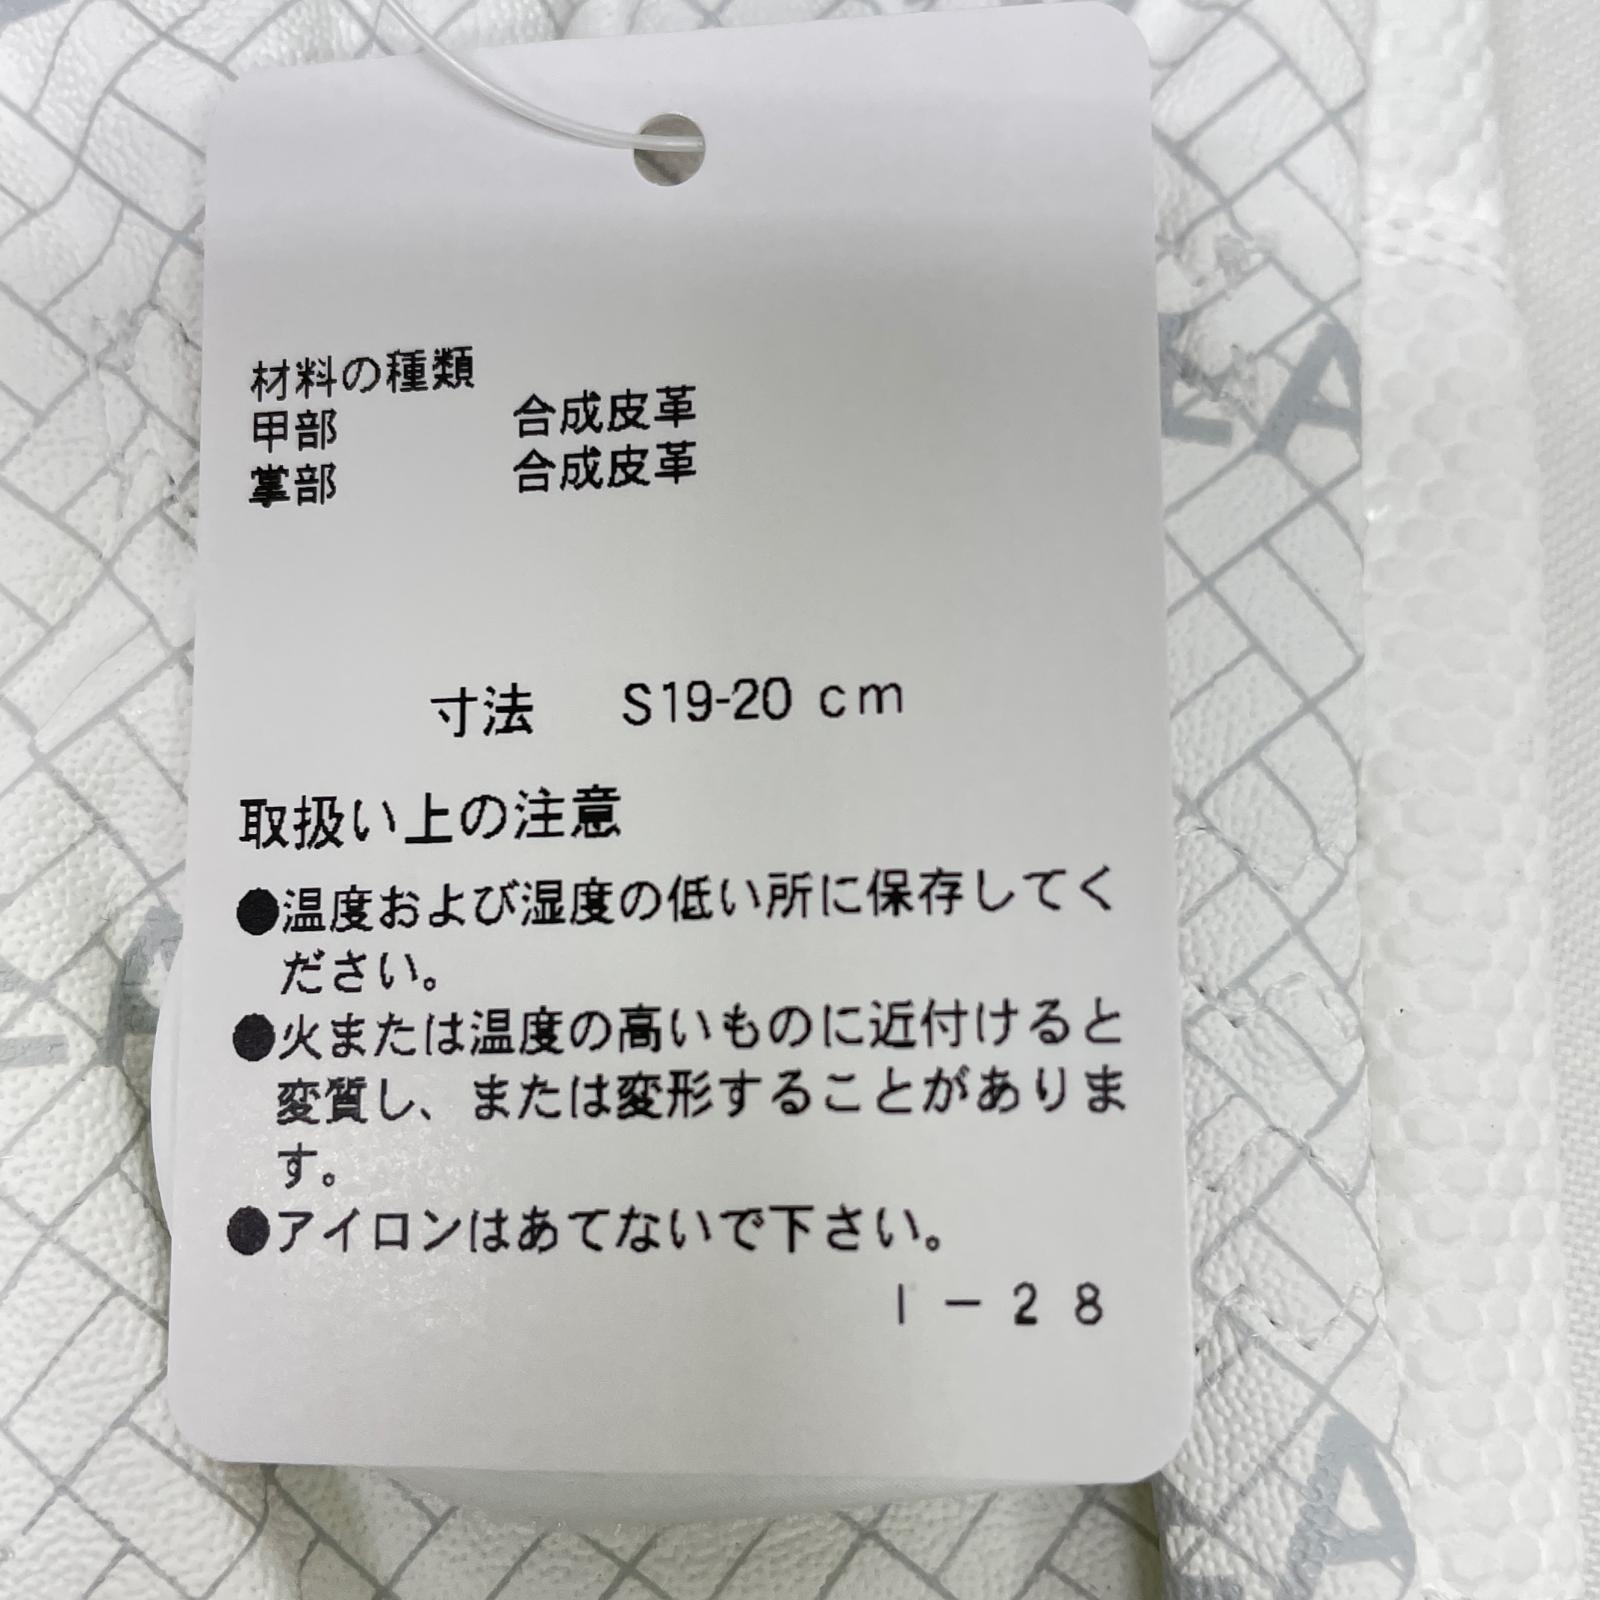 材料の種類
甲部 合成皮革
掌部 合成皮革
寸法 S19-20 cm
取扱い上の注意
●温度および湿度の低い所に保存してく
ださい。
●火または温度の高いものに近付けると
変質し、または変形することがありま
す。
●アイロンはあてないで下さい。
I-28